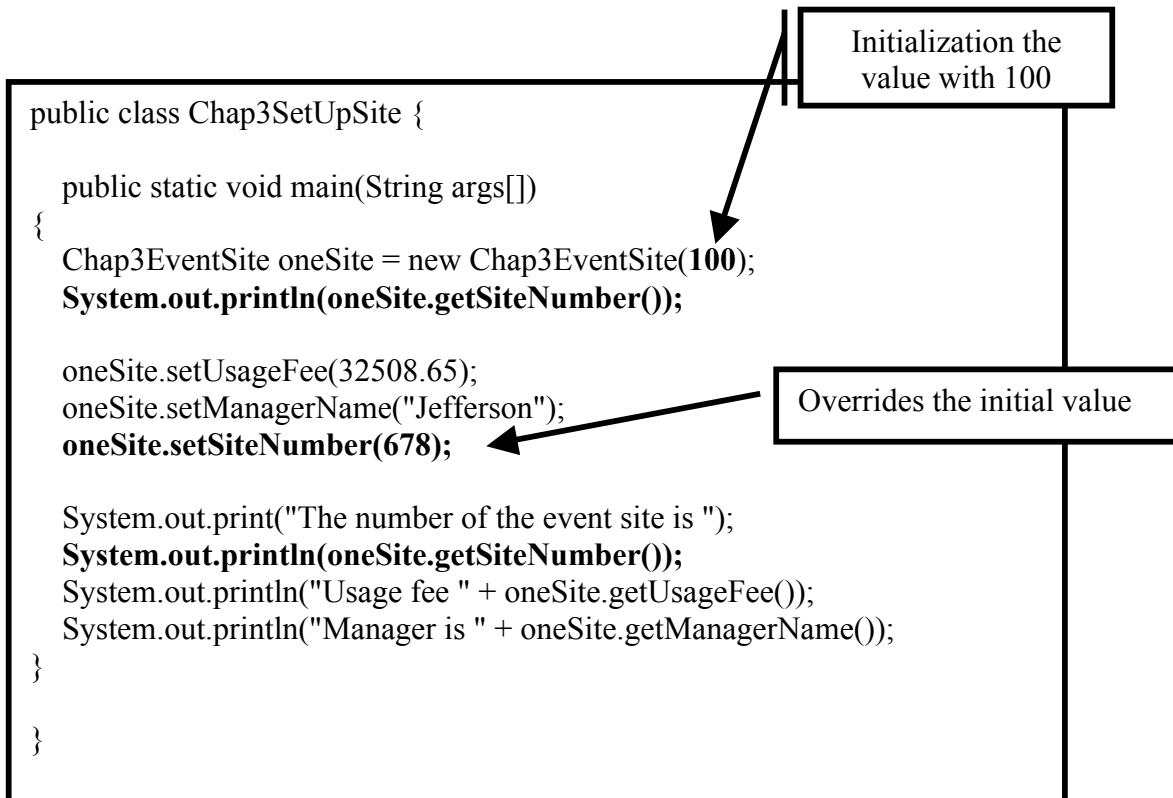 Initialization the
value with 100
public class Chap3SetUpSite {
public static void main(String args[])
{
Chap3EventSite oneSite = new Chap3EventSite(100);
System.out.println(oneSite.getSiteNumber());
oneSite.setUsageFee(32508.65);
oneSite.setManagerName("Jefferson");
Overrides the initial value
oneSite.setSiteNumber(678);
System.out.print("The number of the event site is ");
System.out.println(oneSite.getSiteNumber());
System.out.println("Usage fee " + oneSite.getUsageFee());
System.out.println("Manager is " + oneSite.getManagerName());
}
}